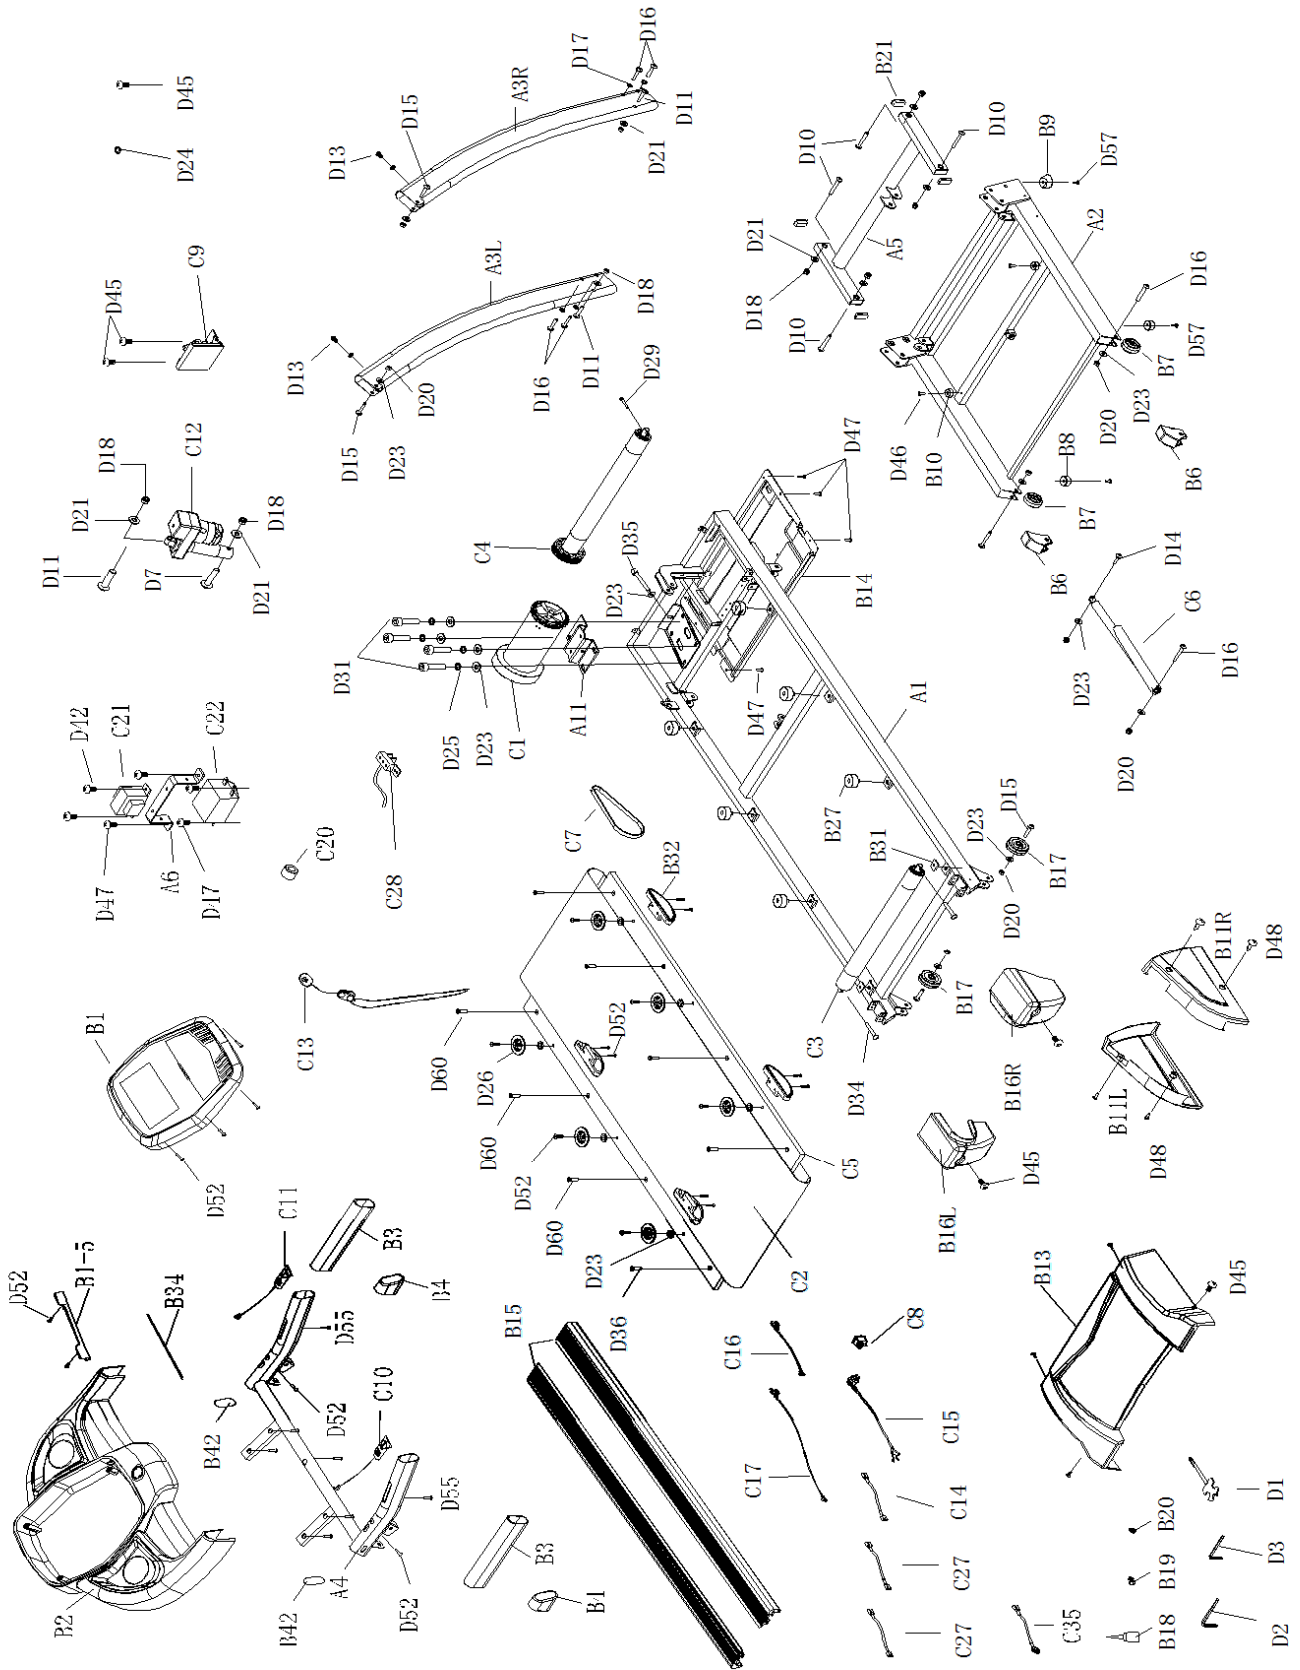 B2
D52
B1-5
B34
B1
D52
C11
B3
B4
D55
B42
D52
C10
B42
A4
D52
D55
B3
B4
D47
A6
D47
D42
C21
C22
C20
C13
C28
D11
D21
D18
C12
D7
D21
D18
D45
C9
D24
D45
D13
D15
A3R
D17
D16
D11
D21
D13
A3L
D15
D23
D20
D16
D11
D18
D29
D31
D25
D23
C1
A11
C4
D23
D35
C7
B32
D60
D26
D60
D52
D60
D23
D36
D52
C5
C2
B15
C16
C17
C8
C15
C14
C27
C27
C35
B14
D47
D47
A1
B27
B31
D23
D15
B17
D20
B17
C3
D34
B16R
B16L
D45
B11R
D48
B11L
D48
B13
D45
D10
B21
D10
D21
A5
D18
D10
B9
D57
A2
D16
D57
B7
D23
D20
D46
B10
B8
B7
B6
B6
D14
C6
D23
D16
D20
B18
B19
B20
D1
D3
D2